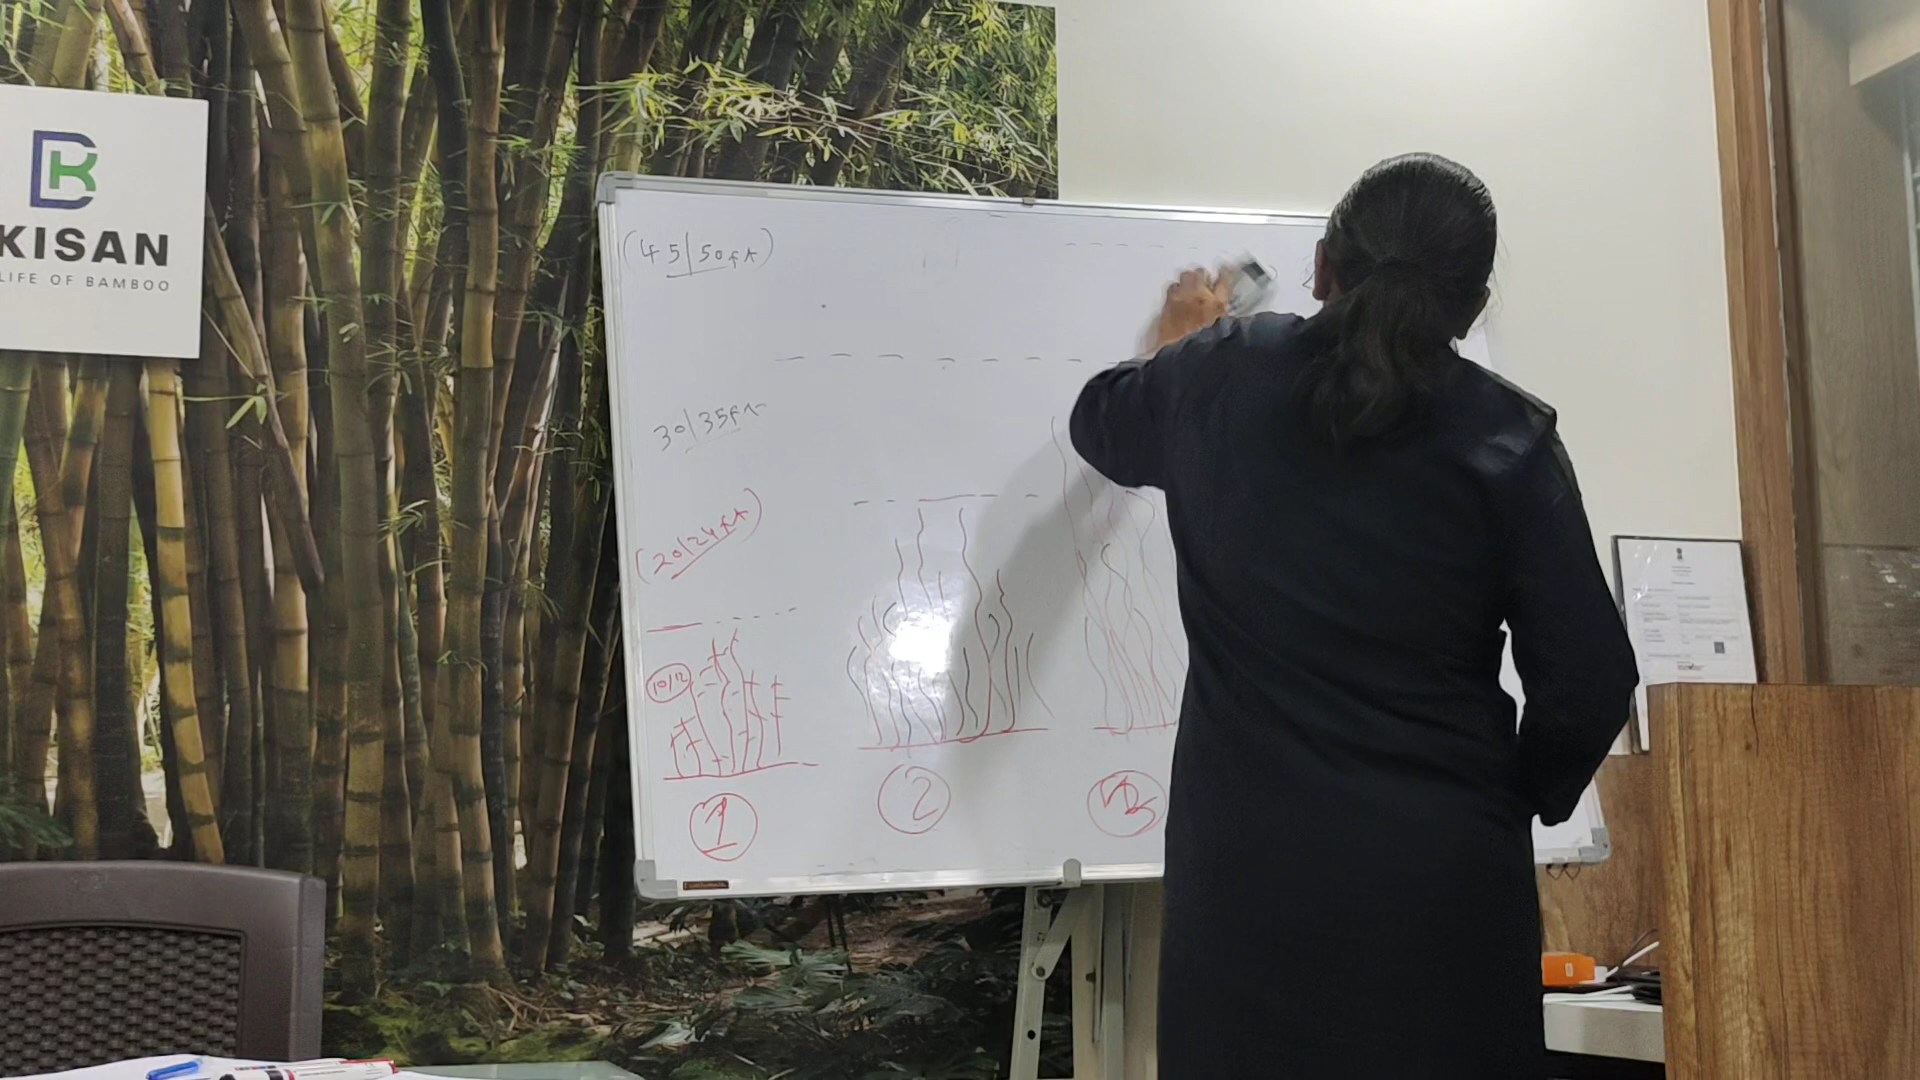 KISAN
LIFE OF BAMBOO
(45/50ft)
30/35ft
(20/24ft)
10/12
1
2
3